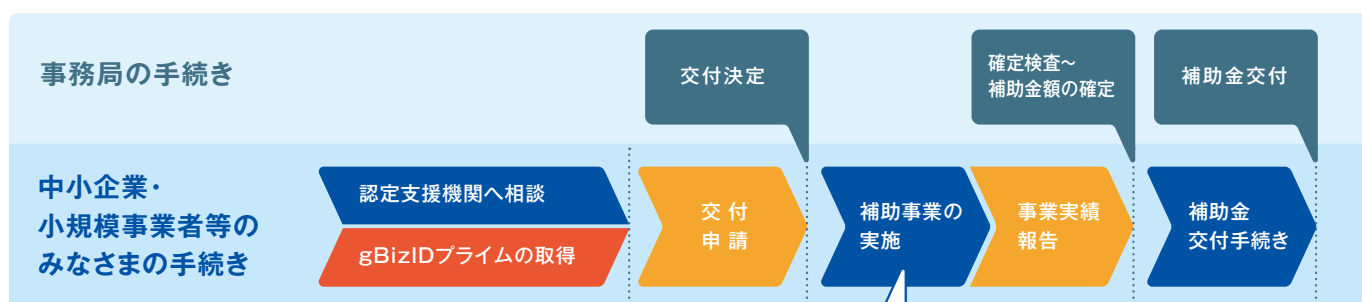 事務局の手続き
交付決定
確定検査～
補助金額の確定
補助金交付
中小企業・
小規模事業者等の
みなさまの手続き
認定支援機関へ相談
gBizIDプライムの取得
交付
申請
補助事業の
実施
事業実績
報告
補助金
交付手続き